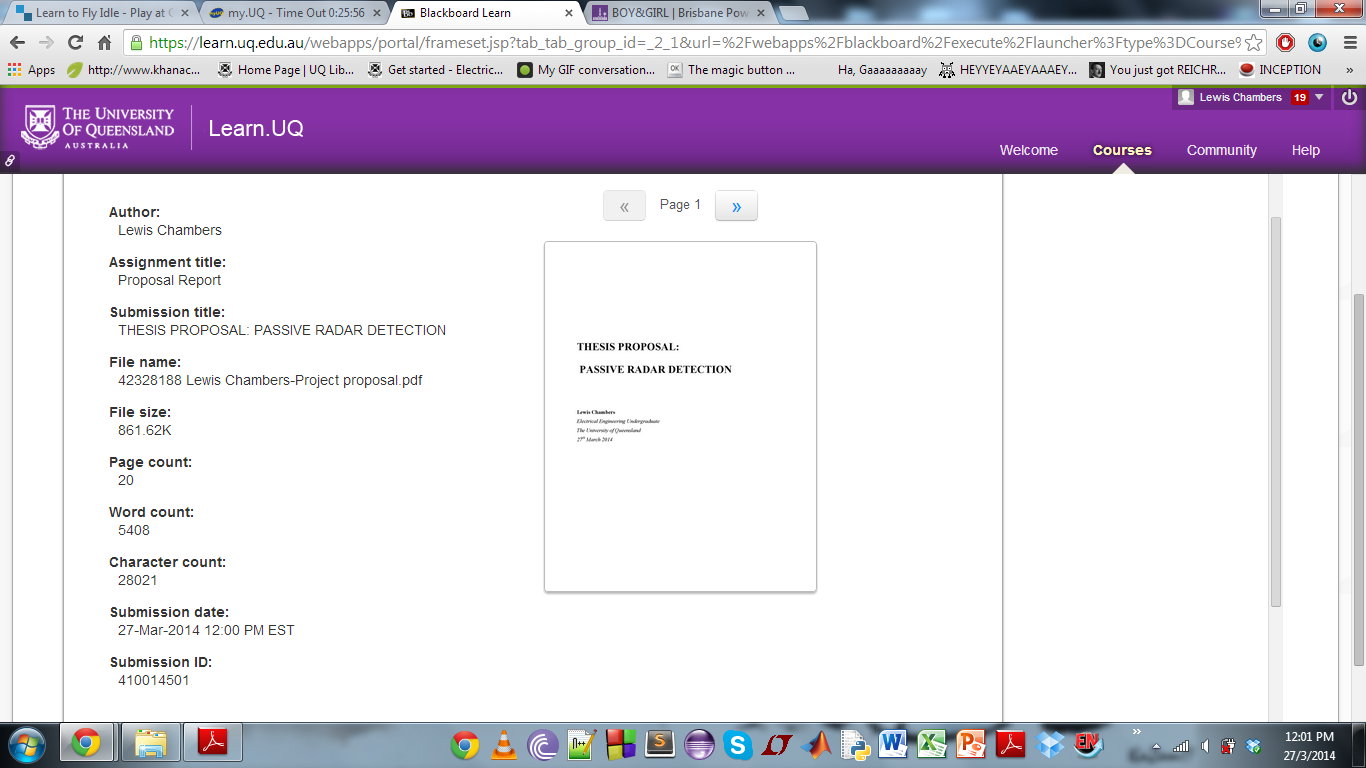 Learn to Fly Idle - Play at G
my.UQ - Time Out 0:25:56
Blackboard Learn
BOY&GIRL | Brisbane Pow
https://learn.uq.edu.au/webapps/portal/frameset.jsp?tab_tab_group_id=_2_1&url=%2Fwebapps%2Fblackboard%2Fexecute%2Flauncher%3Ftype%3DCourse%
Apps
http://www.khanac...
Home Page | UQ Lib...
Get started - Electric...
My GIF conversation...
The magic button ...
Ha, Gaaaaaaaaay
HEYYEYAAEYAAAEY...
You just got REICHR...
INCEPTION
»
THE UNIVERSITY
OF QUEENSLAND
AUSTRALIA
Learn.UQ
Lewis Chambers 19
Welcome
Courses
Community
Help
Author:
Lewis Chambers
Assignment title:
Proposal Report
Submission title:
THESIS PROPOSAL: PASSIVE RADAR DETECTION
File name:
42328188 Lewis Chambers-Project proposal.pdf
File size:
861.62K
Page count:
20
Word count:
5408
Character count:
28021
Submission date:
27-Mar-2014 12:00 PM EST
Submission ID:
410014501
« Page 1 »
THESIS PROPOSAL:
PASSIVE RADAR DETECTION
Lewis Chambers
Electrical Engineering Undergraduate
The University of Queensland
27th March 2014
12:01 PM
27/3/2014